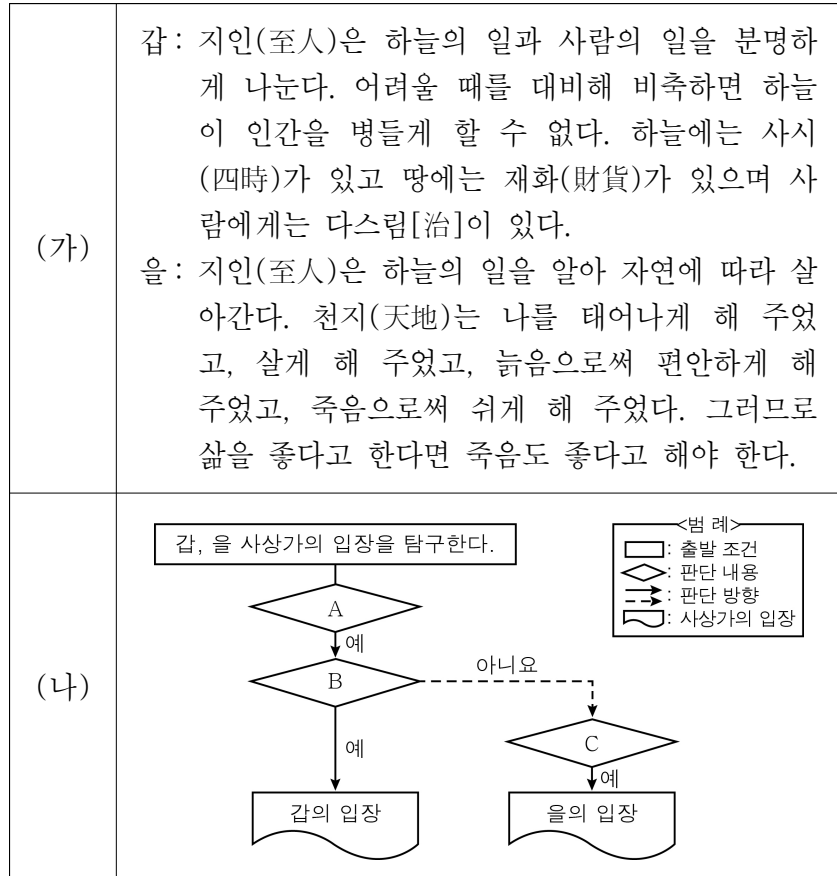 (가)
갑: 지인(至人)은 하늘의 일과 사람의 일을 분명하
게 나눈다. 어려울 때를 대비해 비축하면 하늘
이 인간을 병들게 할 수 없다. 하늘에는 사시
(四時)가 있고 땅에는 재화(財貨)가 있으며 사
람에게는 다스림[治]이 있다.
을: 지인(至人)은 하늘의 일을 알아 자연에 따라 살
아간다. 천지(天地)는 나를 태어나게 해 주었
고, 살게 해 주었고, 늙음으로써 편안하게 해
주었고, 죽음으로써 쉬게 해 주었다. 그러므로
삶을 좋다고 한다면 죽음도 좋다고 해야 한다.
(나)
갑, 을 사상가의 입장을 탐구한다.
<범 례>
: 출발 조건
: 판단 내용
: 판단 방향
: 사상가의 입장
A
예
B
아니요
예
C
예
갑의 입장
을의 입장